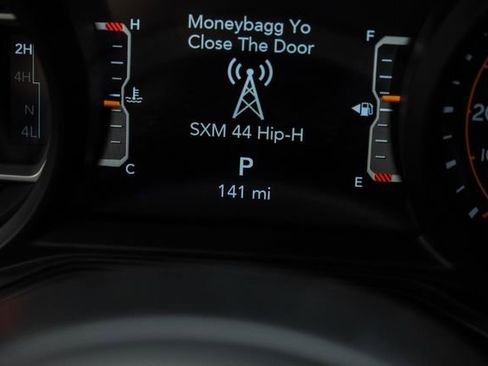 Moneybagg Yo
Close The Door
H
F
2H
4H
N
4L
SXM 44 Hip-H
C
E
P
141 mi